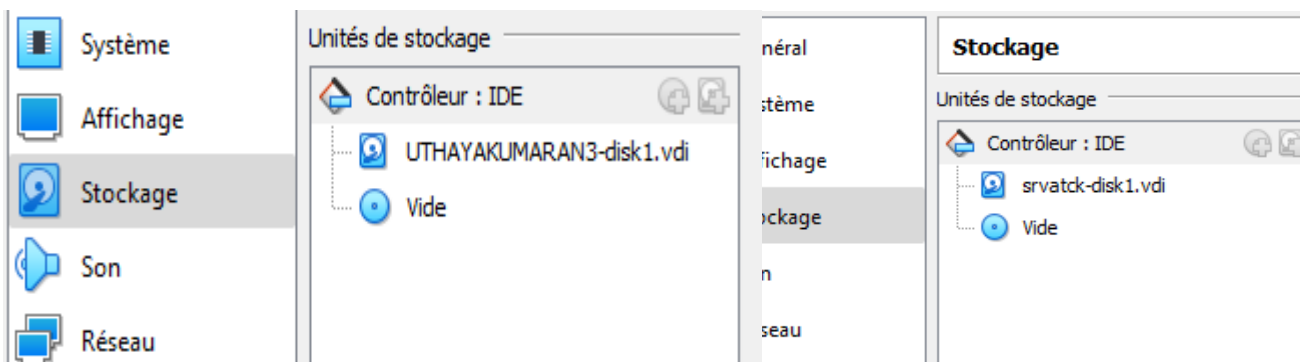 Système
Affichage
Stockage
Son
Réseau
Unités de stockage
Contrôleur : IDE
UTHAYAKUMARAN3-disk1.vdi
Vide
néral
stème
fichage
ockage
n
seau
Stockage
Unités de stockage
Contrôleur : IDE
srvatck-disk1.vdi
Vide